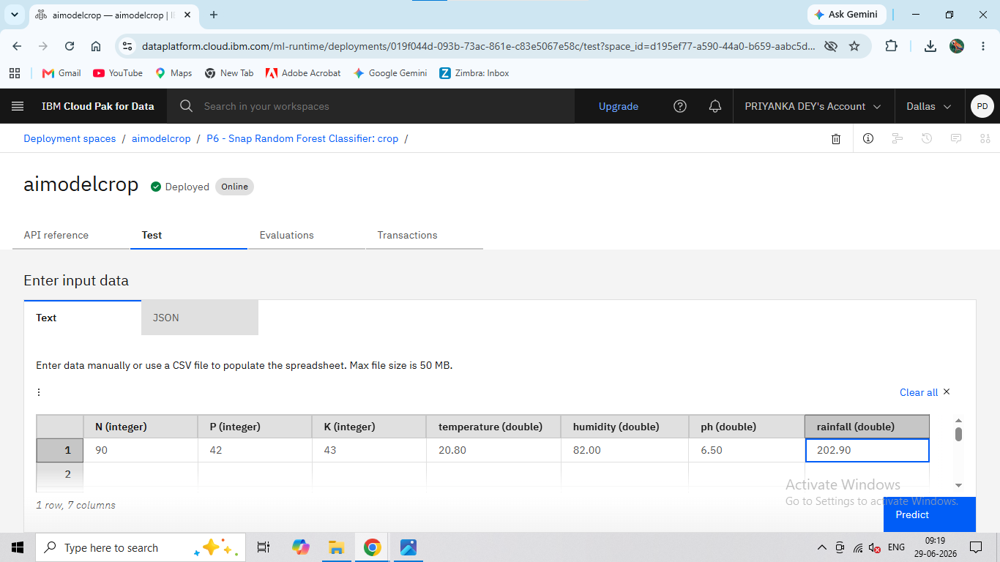 aimodelcrop — aimodelcrop | I
Ask Gemini
dataplatform.cloud.ibm.com/ml-runtime/deployments/019f044d-093b-73ac-861e-c83e5067e58c/test?space_id=d195ef77-a590-44a0-b659-aabc5d...
Gmail YouTube Maps New Tab Adobe Acrobat Google Gemini Zimbra: Inbox
IBM Cloud Pak for Data Search in your workspaces Upgrade PRIYANKA DEY's Account Dallas PD
Deployment spaces / aimodelcrop / P6 - Snap Random Forest Classifier: crop /
aimodelcrop Deployed Online
API reference Test Evaluations Transactions
Enter input data
Text JSON
Enter data manually or use a CSV file to populate the spreadsheet. Max file size is 50 MB.
Clear all ×
N (integer) P (integer) K (integer) temperature (double) humidity (double) ph (double) rainfall (double)
1 90 42 43 20.80 82.00 6.50 202.90
2
Activate Windows
Go to Settings to activate Windows.
1 row, 7 columns
Predict
Type here to search
ENG
09:19
29-06-2026